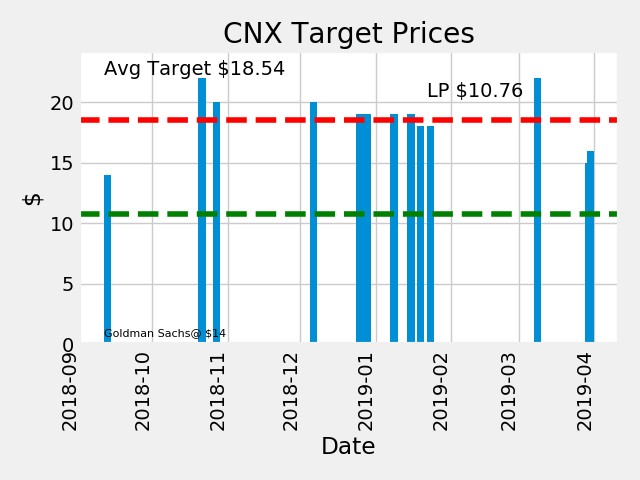 CNX Target Prices
Avg Target $18.54
LP $10.76
20
15
10
5
0
$
Goldman Sachs@ $14
2018-09
2018-10
2018-11
2018-12
2019-01
2019-02
2019-03
2019-04
Date